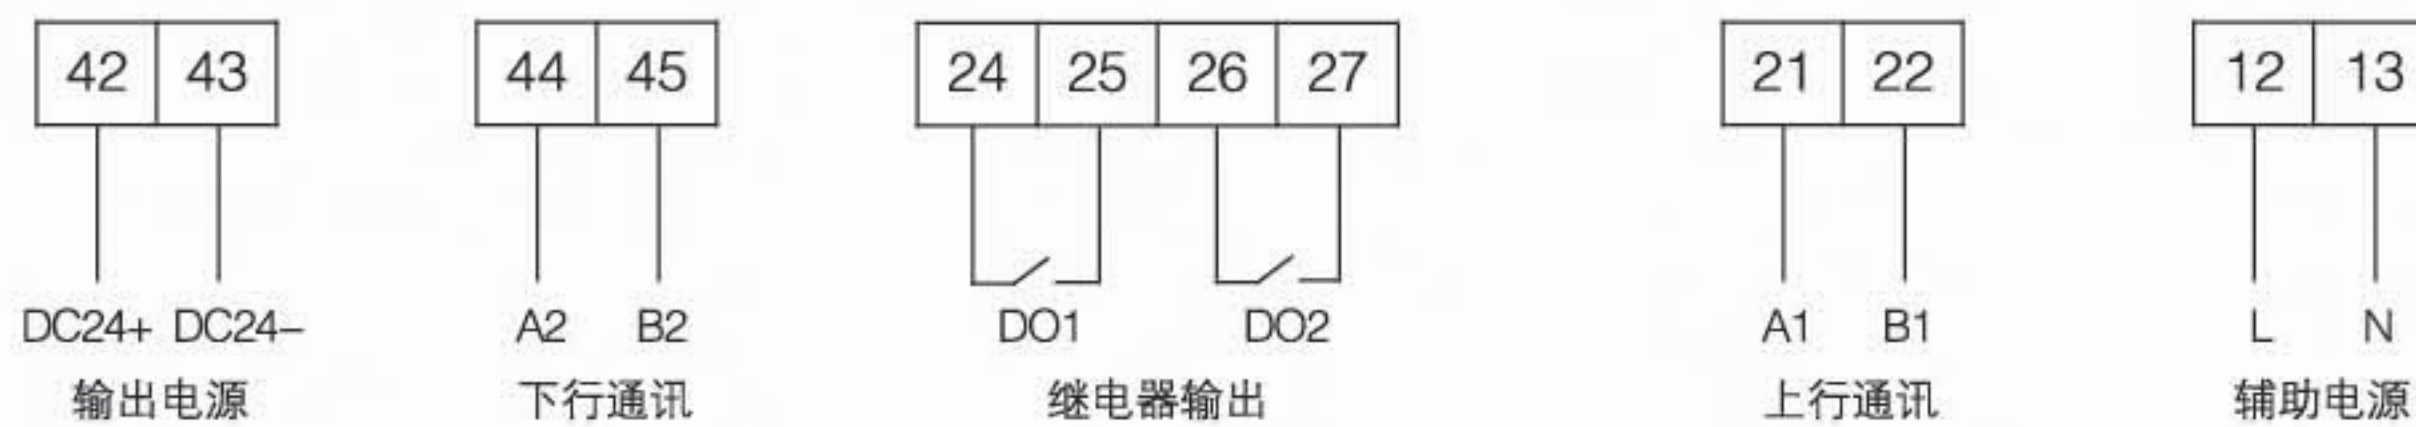 42 43 44 45 24 25 26 27 21 22 12 13
DC24+ DC24− A2 B2 DO1 DO2 A1 B1 L N
输出电源 下行通讯 继电器输出 上行通讯 辅助电源